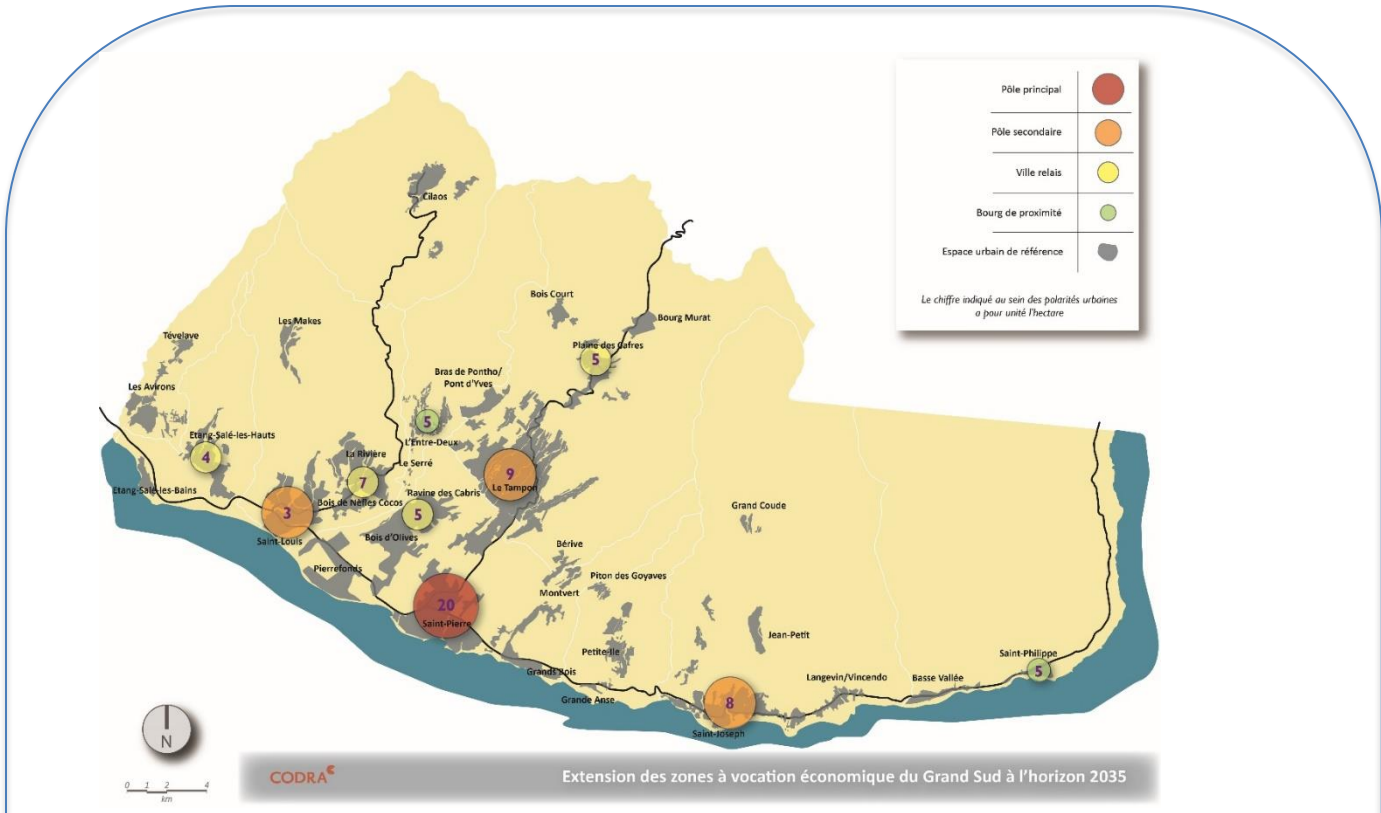 Pôle principal
Pôle secondaire
Ville relais
Bourg de proximité
Espace urbain de référence
Le chiffre indiqué au sein des polarités urbaines
a pour unité l'hectare
Cilaos
Bois Court
Bourg Murat
Les Makes
Tévelave
Plaine des Cafres
5
Bras de Pontho/
Pont d'Yves
Les Avirons
5
L'Entre-Deux
Etang-Salé-les-Hauts
4
La Rivière
Le Serré
7
9
Le Tampon
Etang-Salé-les-Bains
Bois de Nèfles Cocos
Ravine des Cabris
5
3
Saint-Louis
Bois d'Olives
Grand Coude
Pierrefonds
Bérive
Piton des Goyaves
Montvert
20
Saint-Pierre
Jean-Petit
Petite-Ile
Saint-Philippe
5
Grands Bois
Langevin/Vincendo
Basse Vallée
Grande Anse
8
Saint-Joseph
N
0 1 2 4
km
CODRA
Extension des zones à vocation économique du Grand Sud à l'horizon 2035